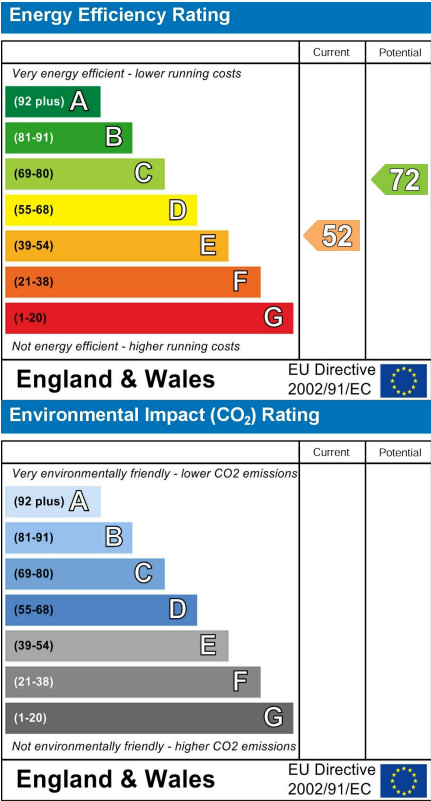 Energy Efficiency Rating
Current Potential
Very energy efficient - lower running costs
(92 plus) A
(81-91) B
(69-80) C
72
(55-68) D
(39-54) E
52
(21-38) F
(1-20) G
Not energy efficient - higher running costs
England & Wales
EU Directive
2002/91/EC
Environmental Impact (CO₂) Rating
Current Potential
Very environmentally friendly - lower CO2 emissions
(92 plus) A
(81-91) B
(69-80) C
(55-68) D
(39-54) E
(21-38) F
(1-20) G
Not environmentally friendly - higher CO2 emissions
England & Wales
EU Directive
2002/91/EC